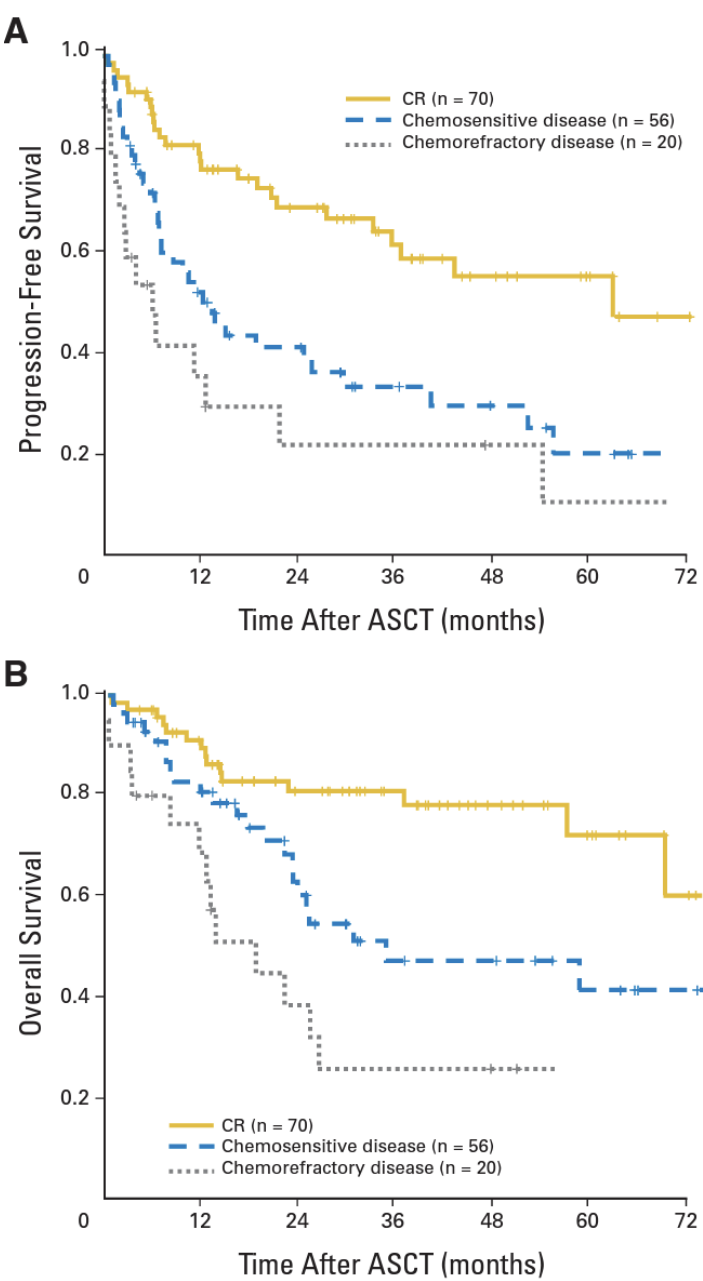 A
1.0
0.8
0.6
0.4
0.2
0
12
24
36
48
60
72
Progression-Free Survival
Time After ASCT (months)
CR (n = 70)
Chemosensitive disease (n = 56)
Chemorefractory disease (n = 20)
B
1.0
0.8
0.6
0.4
0.2
0
12
24
36
48
60
72
Overall Survival
Time After ASCT (months)
CR (n = 70)
Chemosensitive disease (n = 56)
Chemorefractory disease (n = 20)